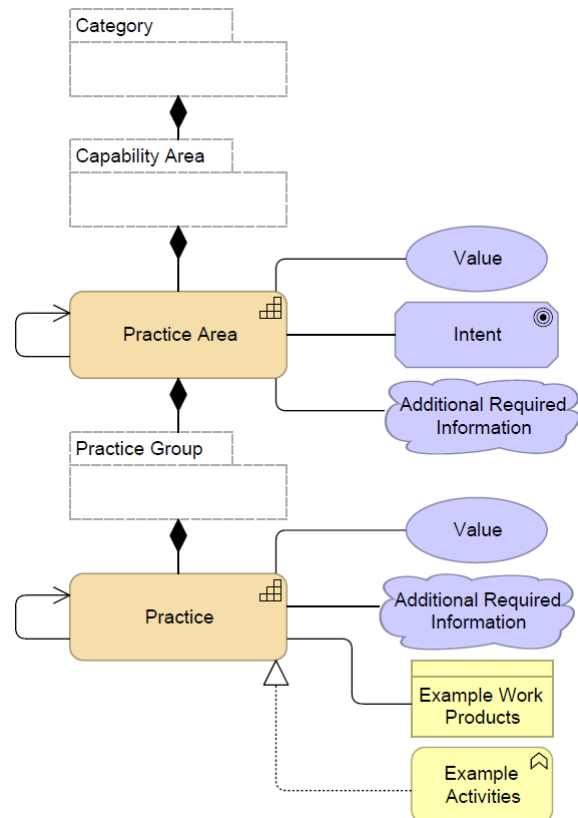 Category
Capability Area
Value
Practice Area
Intent
Additional Required
Information
Practice Group
Value
Practice
Additional Required
Information
Example Work
Products
Example
Activities